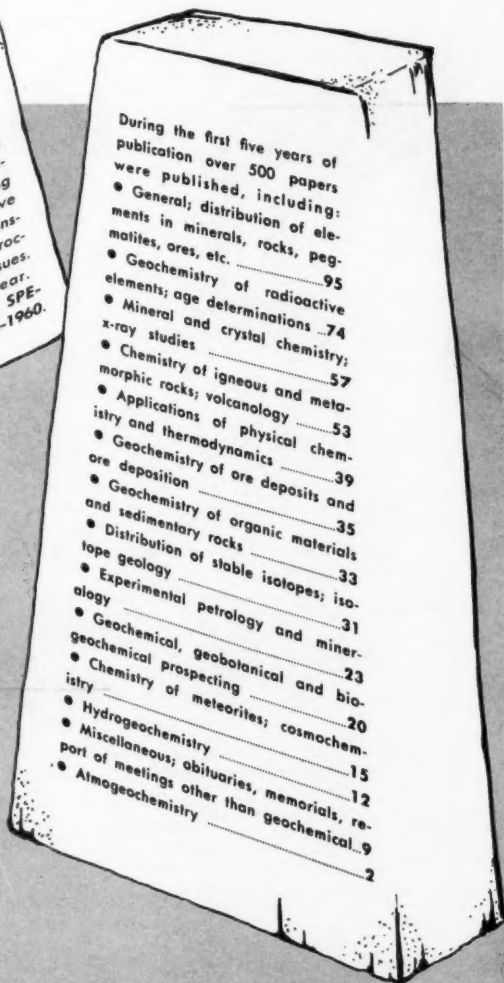 During the first five years of
publication over 500 papers
were published, including:
● General; distribution of ele-
ments in minerals, rocks, peg-
matites, ores, etc. ..........95
● Geochemistry of radioactive
elements; age determinations ...74
● Mineral and crystal chemistry;
x-ray studies ..........57
● Chemistry of igneous and meta-
morphic rocks; volcanology ..........53
● Applications of physical chem-
istry and thermodynamics ..........39
● Geochemistry of ore deposits and
ore deposition ..........35
● Geochemistry of organic materials
and sedimentary rocks ..........33
● Distribution of stable isotopes; iso-
tope geology ..........31
● Experimental petrology and miner-
alogy ..........23
● Geochemical, geobotanical and bio-
geochemical prospecting ..........20
● Chemistry of meteorites; cosmochem-
istry ..........15
● Hydrogeochemistry ..........12
● Miscellaneous; obituaries, memorials, re-
port of meetings other than geochemical...9
● Atmogeochemistry ..........2
ng
ve
ns-
roc-
sues.
ear.
SPE-
-1960.